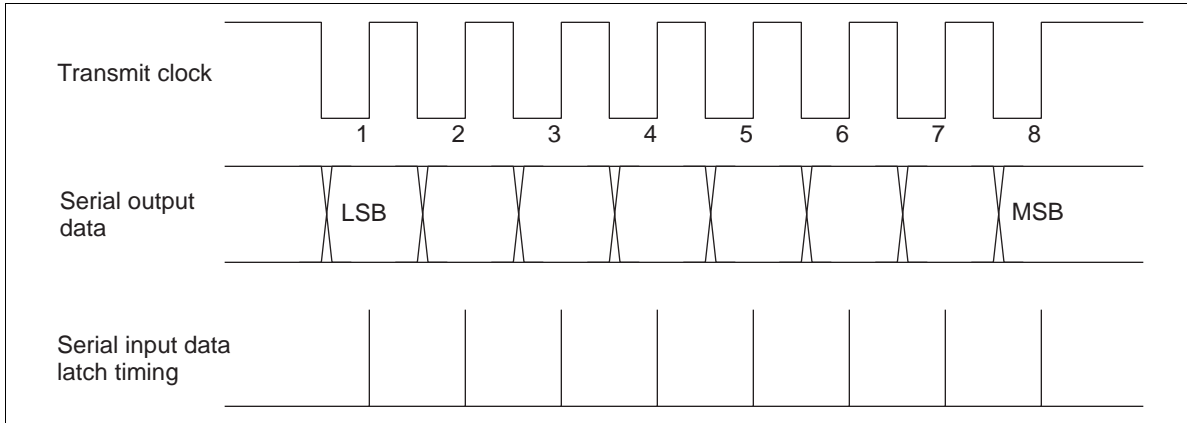 Transmit clock
1 2 3 4 5 6 7 8
Serial output
data
LSB MSB
Serial input data
latch timing